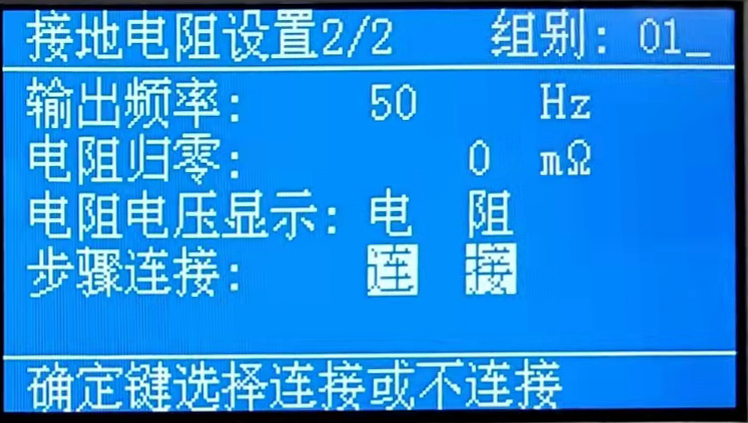 接地电阻设置2/2 组别: 01_
输出频率: 50 Hz
电阻归零: 0 mΩ
电阻电压显示: 电 阻
步骤连接: 连 接
确定键选择连接或不连接